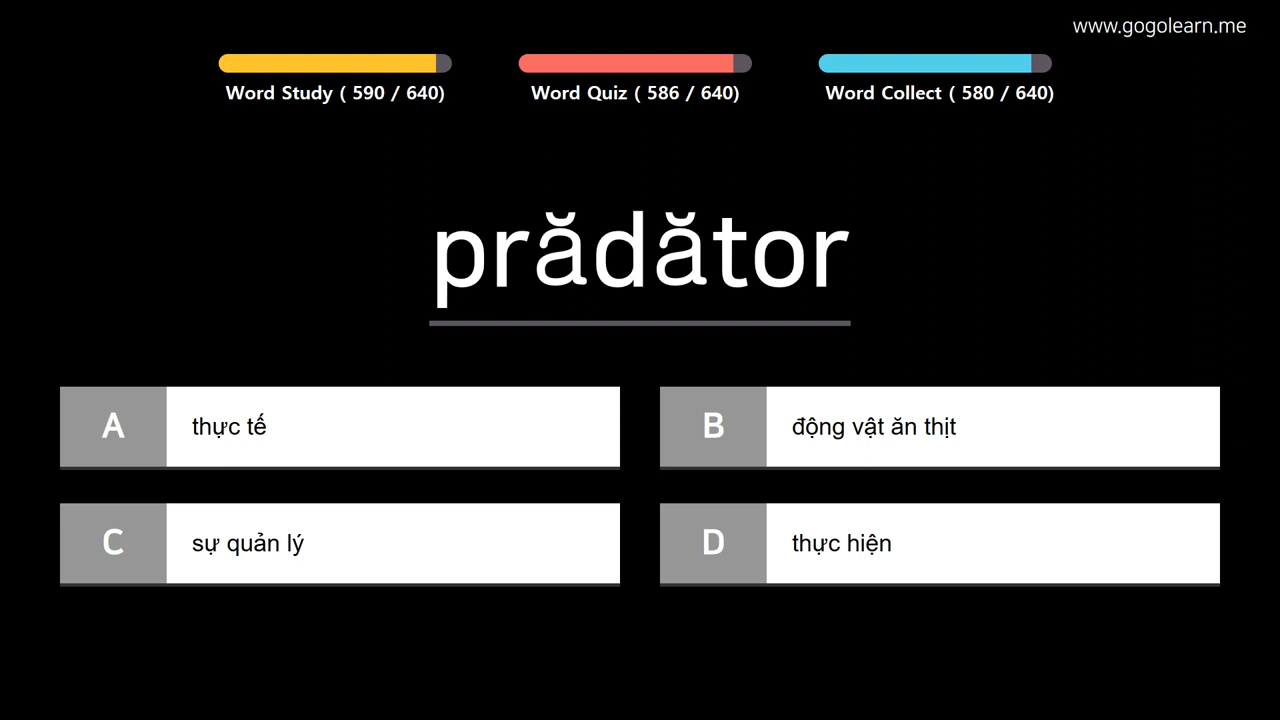 www.gogolearn.me
Word Study ( 590 / 640)
Word Quiz ( 586 / 640)
Word Collect ( 580 / 640)
prădător
A thực tế
B động vật ăn thịt
C sự quản lý
D thực hiện